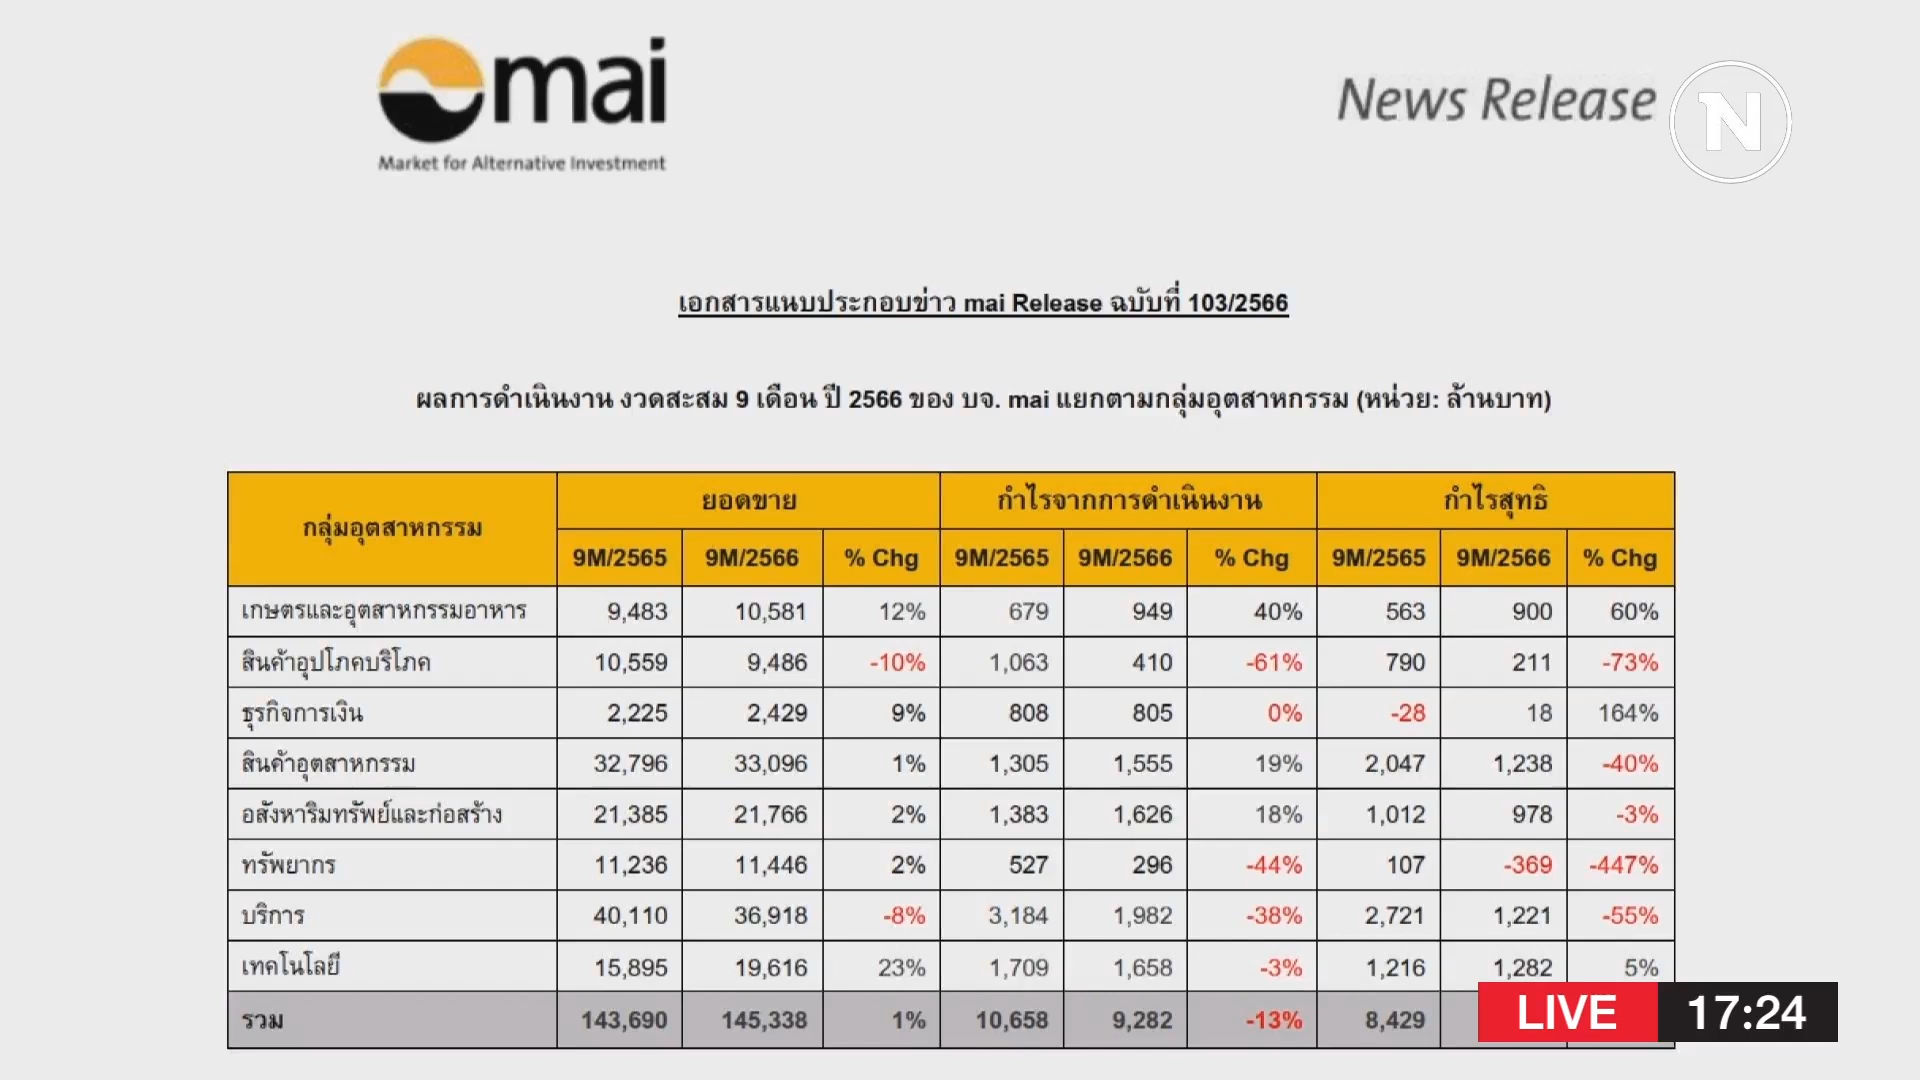 mai
Market for Alternative Investment
News Release
N
เอกสารแนบประกอบข่าว mai Release ฉบับที่ 103/2566
ผลการดำเนินงาน งวดสะสม 9 เดือน ปี 2566 ของ บจ. mai แยกตามกลุ่มอุตสาหกรรม (หน่วย: ล้านบาท)
กลุ่มอุตสาหกรรม ยอดขาย กำไรจากการดำเนินงาน กำไรสุทธิ
9M/2565 9M/2566 % Chg 9M/2565 9M/2566 % Chg 9M/2565 9M/2566 % Chg
เกษตรและอุตสาหกรรมอาหาร 9,483 10,581 12% 679 949 40% 563 900 60%
สินค้าอุปโภคบริโภค 10,559 9,486 -10% 1,063 410 -61% 790 211 -73%
ธุรกิจการเงิน 2,225 2,429 9% 808 805 0% -28 18 164%
สินค้าอุตสาหกรรม 32,796 33,096 1% 1,305 1,555 19% 2,047 1,238 -40%
อสังหาริมทรัพย์และก่อสร้าง 21,385 21,766 2% 1,383 1,626 18% 1,012 978 -3%
ทรัพยากร 11,236 11,446 2% 527 296 -44% 107 -369 -447%
บริการ 40,110 36,918 -8% 3,184 1,982 -38% 2,721 1,221 -55%
เทคโนโลยี 15,895 19,616 23% 1,709 1,658 -3% 1,216 1,282 5%
รวม 143,690 145,338 1% 10,658 9,282 -13% 8,429
LIVE 17:24